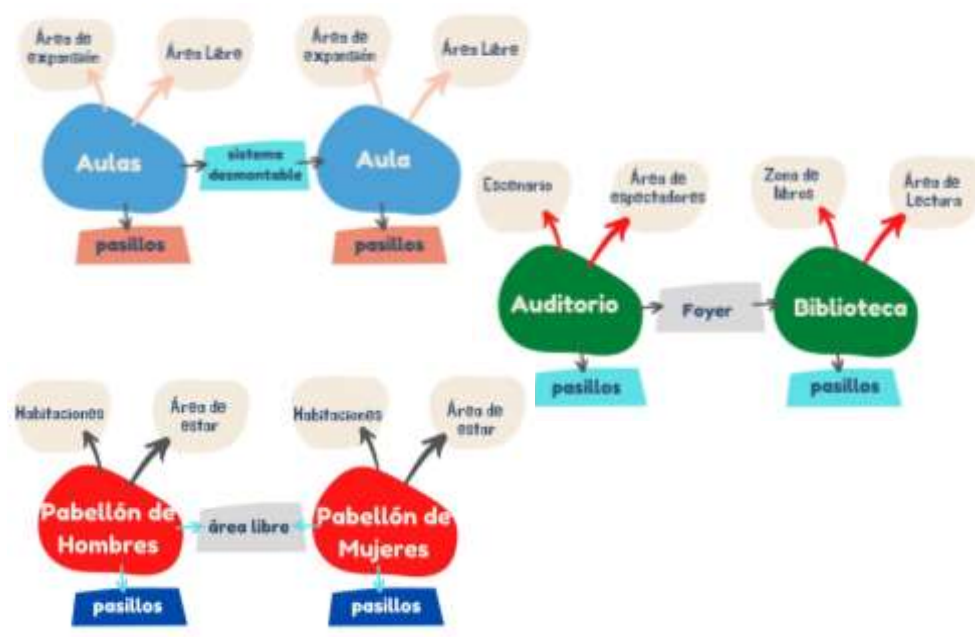 Área de
expansión
Área Libre
Área de
expansión
Área Libre
Aulas
sistema
desmontable
Aula
pasillos
pasillos
Escenario
Área de
espectadores
Zona de
libros
Área de
Lectura
Auditorio
Foyer
Biblioteca
pasillos
pasillos
Habitaciones
Área de
estar
Habitaciones
Área de
estar
Pabellón de
Hombres
área libre
Pabellón de
Mujeres
pasillos
pasillos